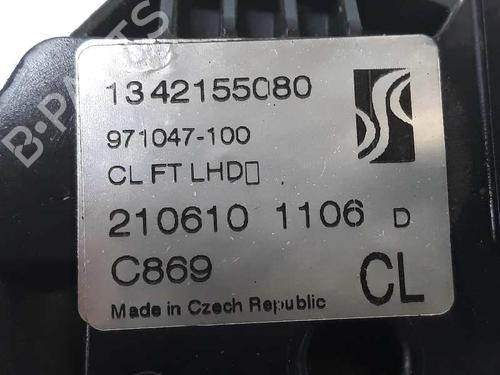 1342155080
971047-100
CL FT LHD□
210610 1106 D
C869
CL
Made in Czech Republic
B-PARTS